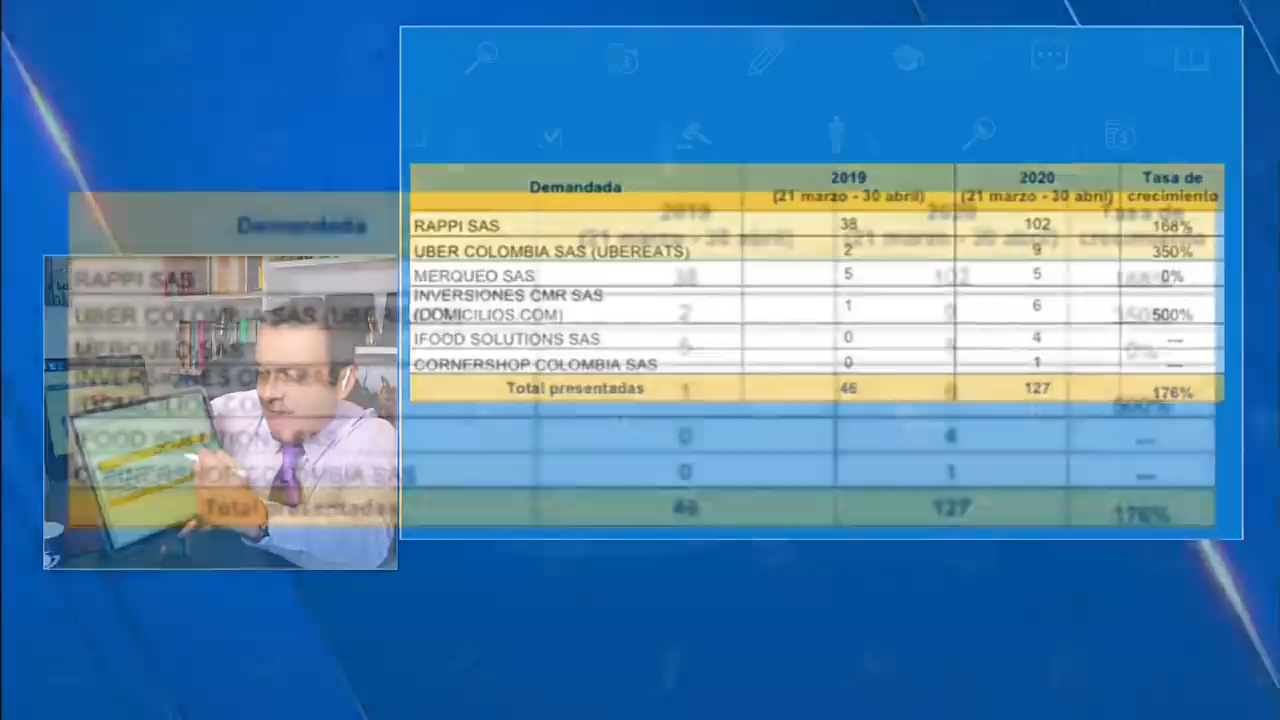 Demandada 2019 (21 marzo - 30 abril) 2020 (21 marzo - 30 abril) Tasa de crecimiento
RAPPI SAS 38 102 168%
UBER COLOMBIA SAS (UBEREATS) 2 9 350%
MERQUEO SAS 5 5 0%
INVERSIONES CMR SAS
(DOMICILIOS.COM) 1 6 500%
IFOOD SOLUTIONS SAS 0 4 —
CORNERSHOP COLOMBIA SAS 0 1 —
Total presentadas 46 127 176%